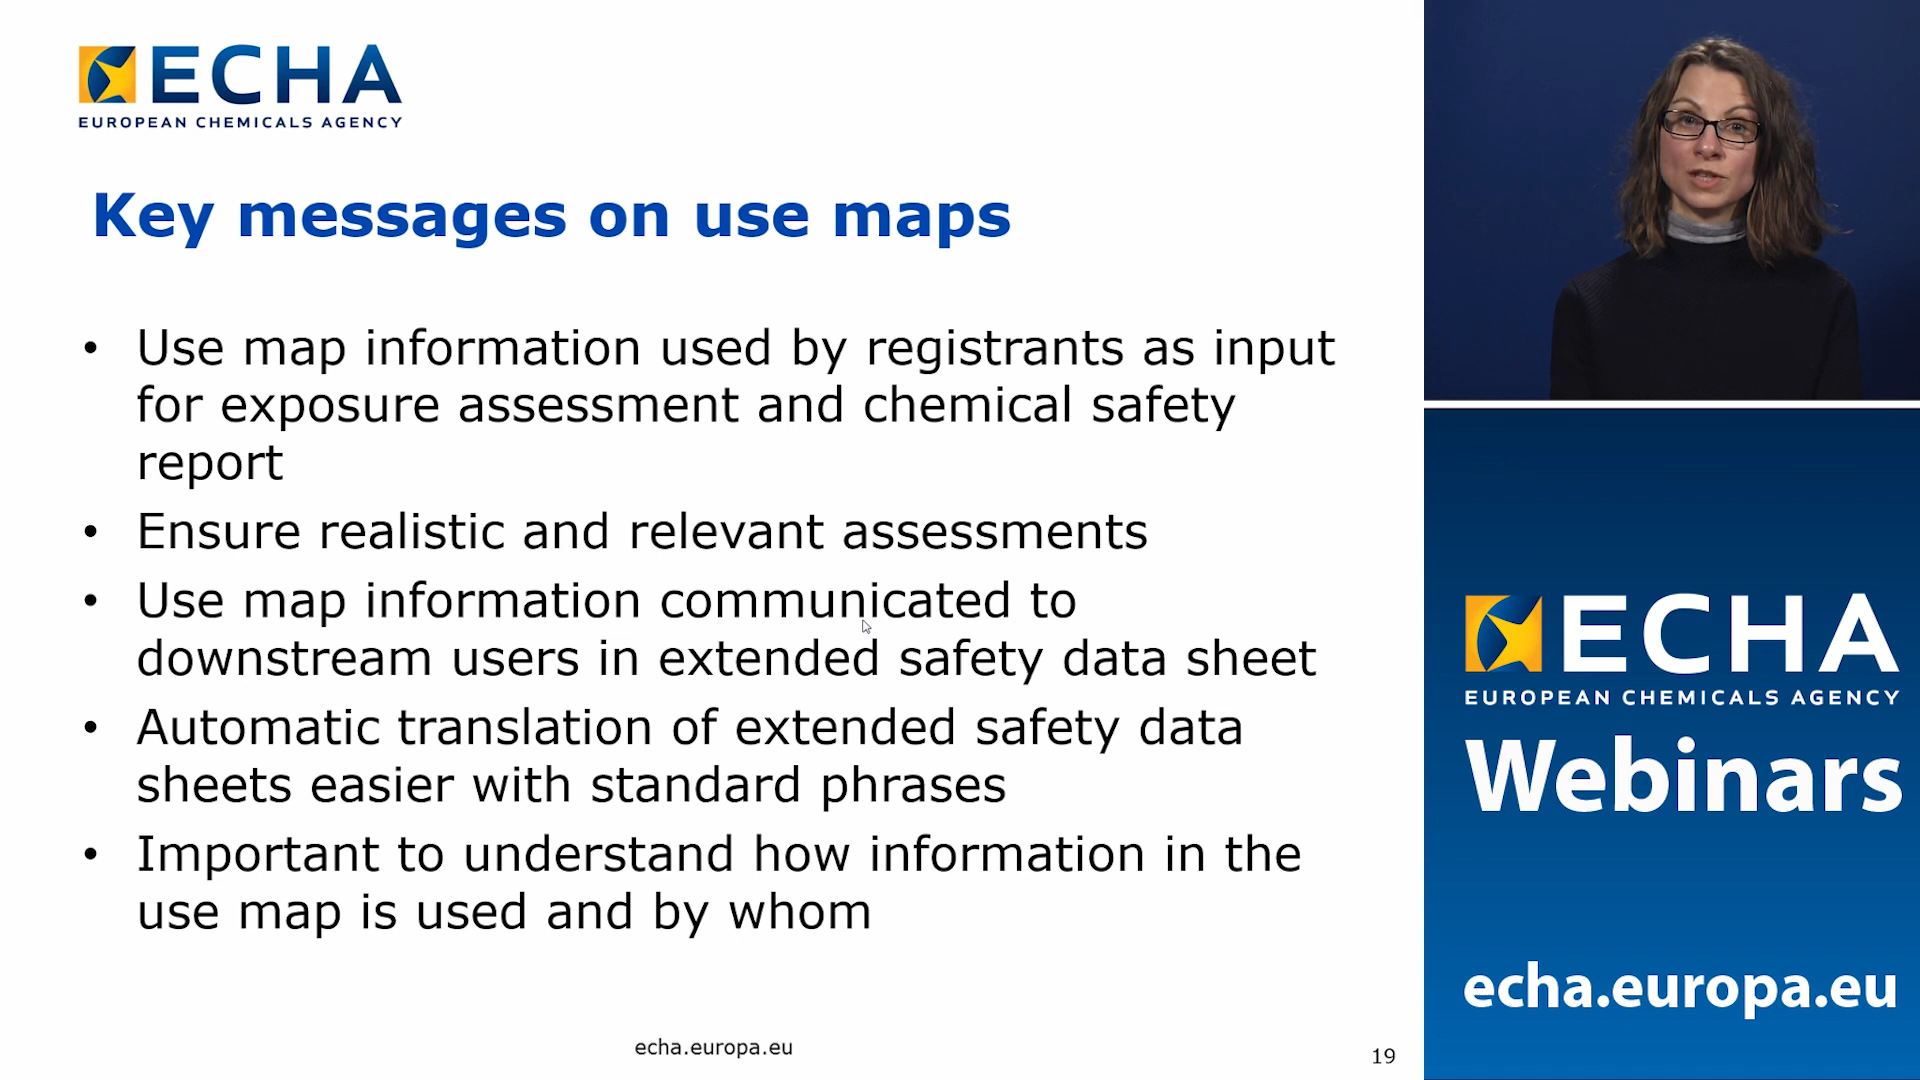 ECHA
EUROPEAN CHEMICALS AGENCY
Key messages on use maps
• Use map information used by registrants as input
for exposure assessment and chemical safety
report
• Ensure realistic and relevant assessments
• Use map information communicated to
downstream users in extended safety data sheet
• Automatic translation of extended safety data
sheets easier with standard phrases
• Important to understand how information in the
use map is used and by whom
echa.europa.eu
19
ECHA
EUROPEAN CHEMICALS AGENCY
Webinars
echa.europa.eu